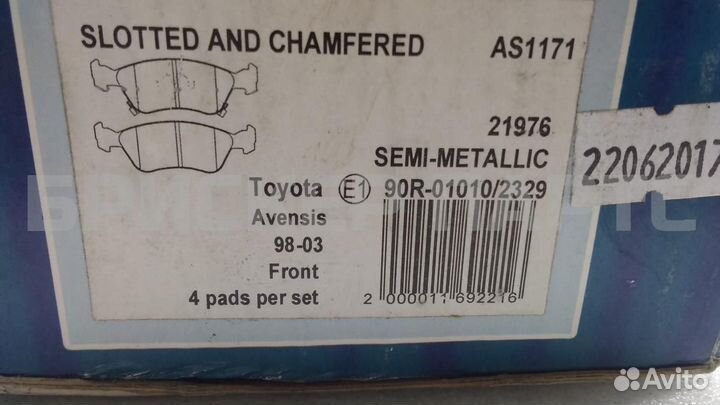 SLOTTED AND CHAMFERED AS1171
21976
SEMI-METALLIC
22062017
Toyota E1 90R-01010/2329
Avensis
98-03
Front
4 pads per set
2 000011 692216
Avito